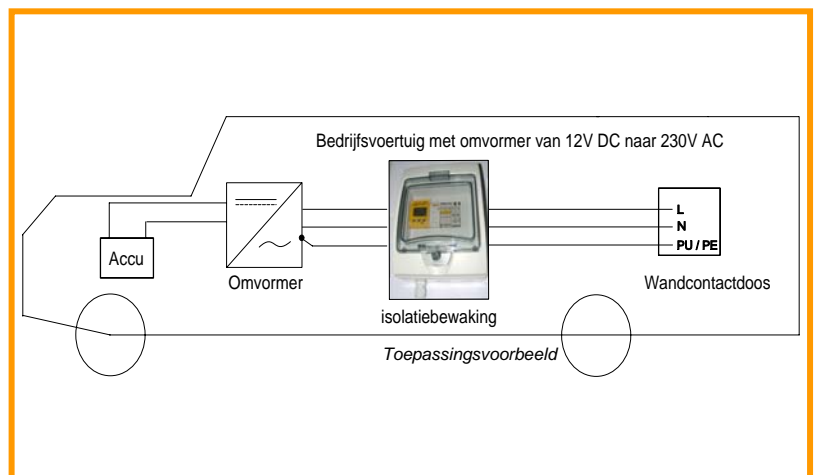 Bedrijfsvoertuig met omvormer van 12V DC naar 230V AC
L
N
PU / PE
Accu
Omvormer
Wandcontactdoos
isolatiebewaking
Toepassingsvoorbeeld